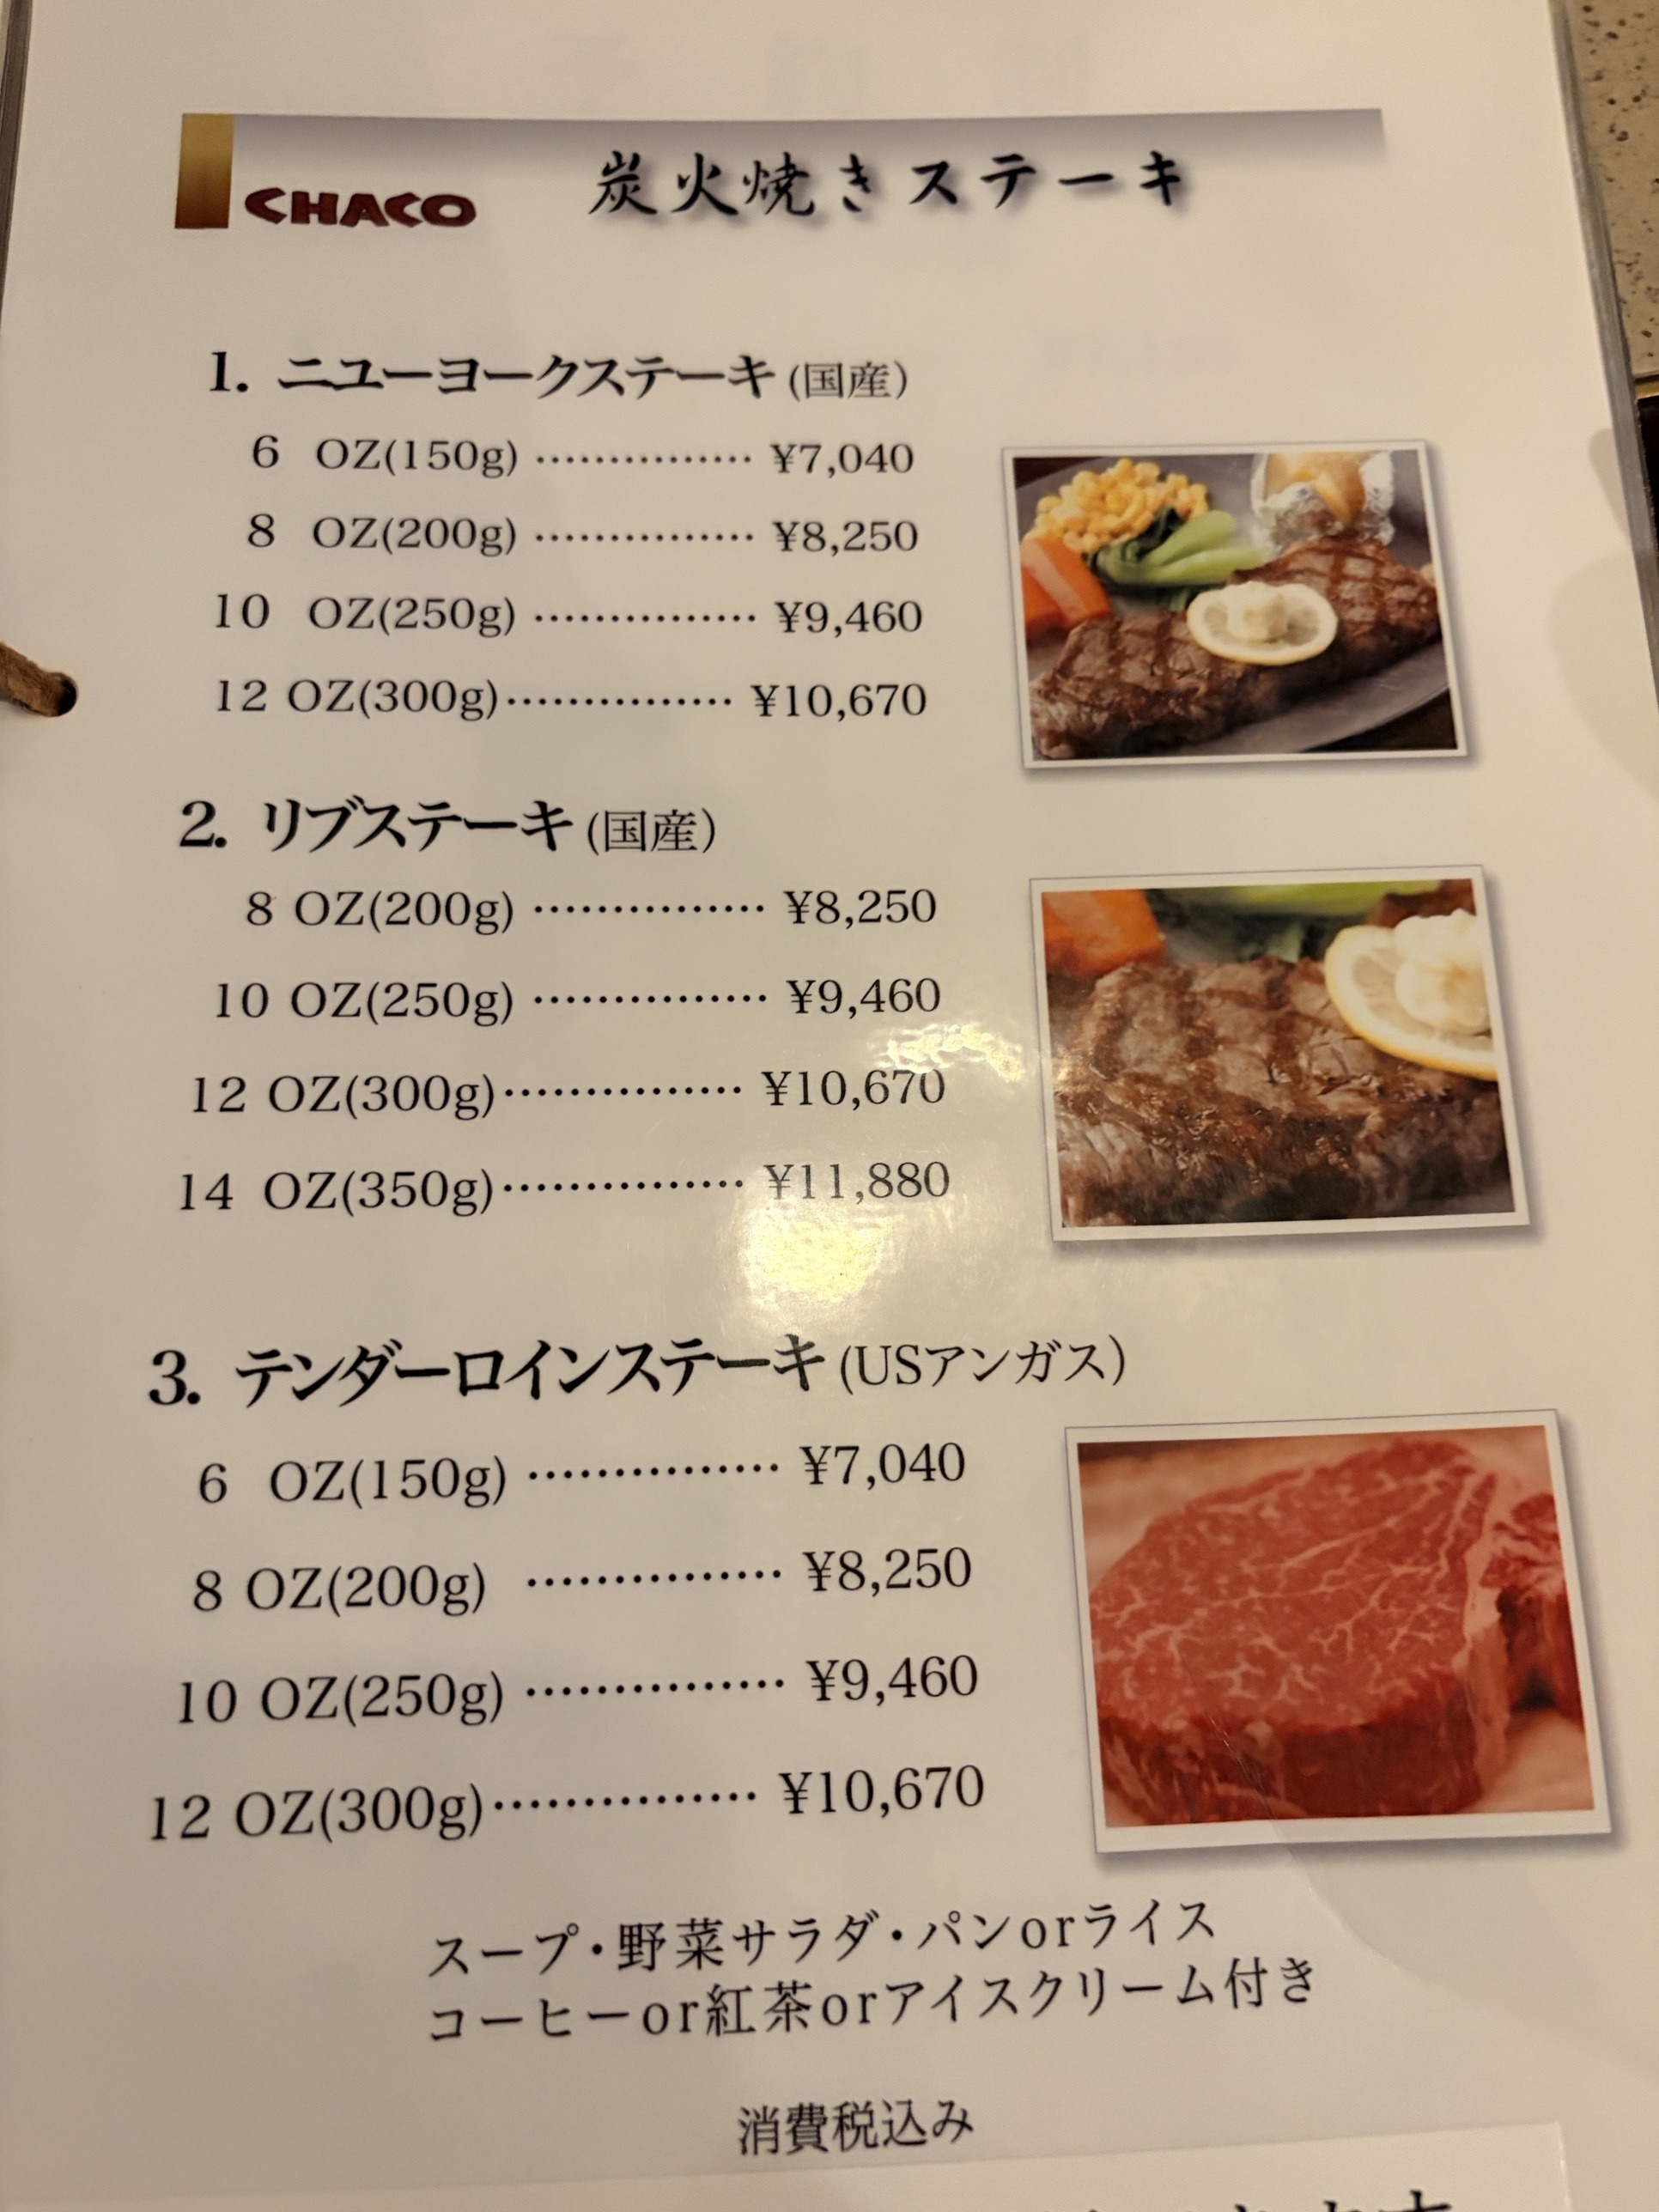 CHACO 炭火焼きステーキ
1. ニューヨークステーキ (国産)
6 OZ(150g) ··············· ¥7,040
8 OZ(200g) ··············· ¥8,250
10 OZ(250g) ··············· ¥9,460
12 OZ(300g)··············· ¥10,670
2. リブステーキ (国産)
8 OZ(200g) ··············· ¥8,250
10 OZ(250g) ··············· ¥9,460
12 OZ(300g)··············· ¥10,670
14 OZ(350g)··············· ¥11,880
3. テンダーロインステーキ (USアンガス)
6 OZ(150g) ··············· ¥7,040
8 OZ(200g) ··············· ¥8,250
10 OZ(250g) ··············· ¥9,460
12 OZ(300g)··············· ¥10,670
スープ・野菜サラダ・パンorライス
コーヒーor紅茶orアイスクリーム付き
消費税込み